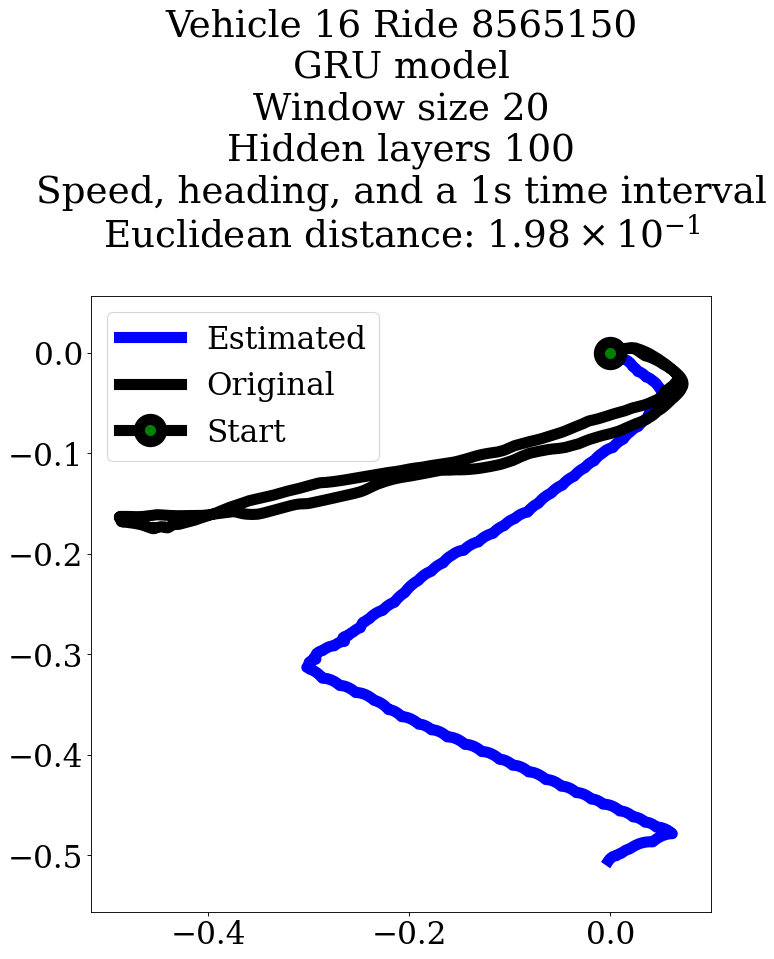 Vehicle 16 Ride 8565150
GRU model
Window size 20
Hidden layers 100
Speed, heading, and a 1s time interval
Euclidean distance: 1.98 × 10⁻¹
Estimated
Original
Start
0.0
−0.1
−0.2
−0.3
−0.4
−0.5
−0.4 −0.2 0.0